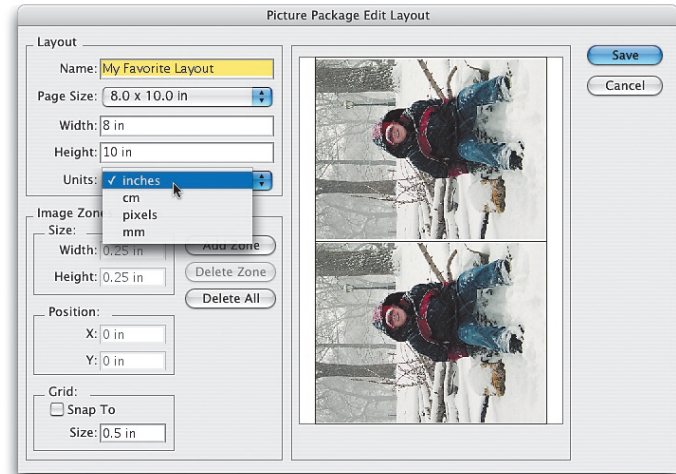 Picture Package Edit Layout
Layout
Name: My Favorite Layout
Page Size: 8.0 x 10.0 in
Width: 8 in
Height: 10 in
Units: ✓ inches
cm
pixels
mm
Image Zone
Size:
Width: 0.25 in
Height: 0.25 in
Add Zone
Delete Zone
Delete All
Position:
X: 0 in
Y: 0 in
Grid:
Snap To
Size: 0.5 in
Save
Cancel